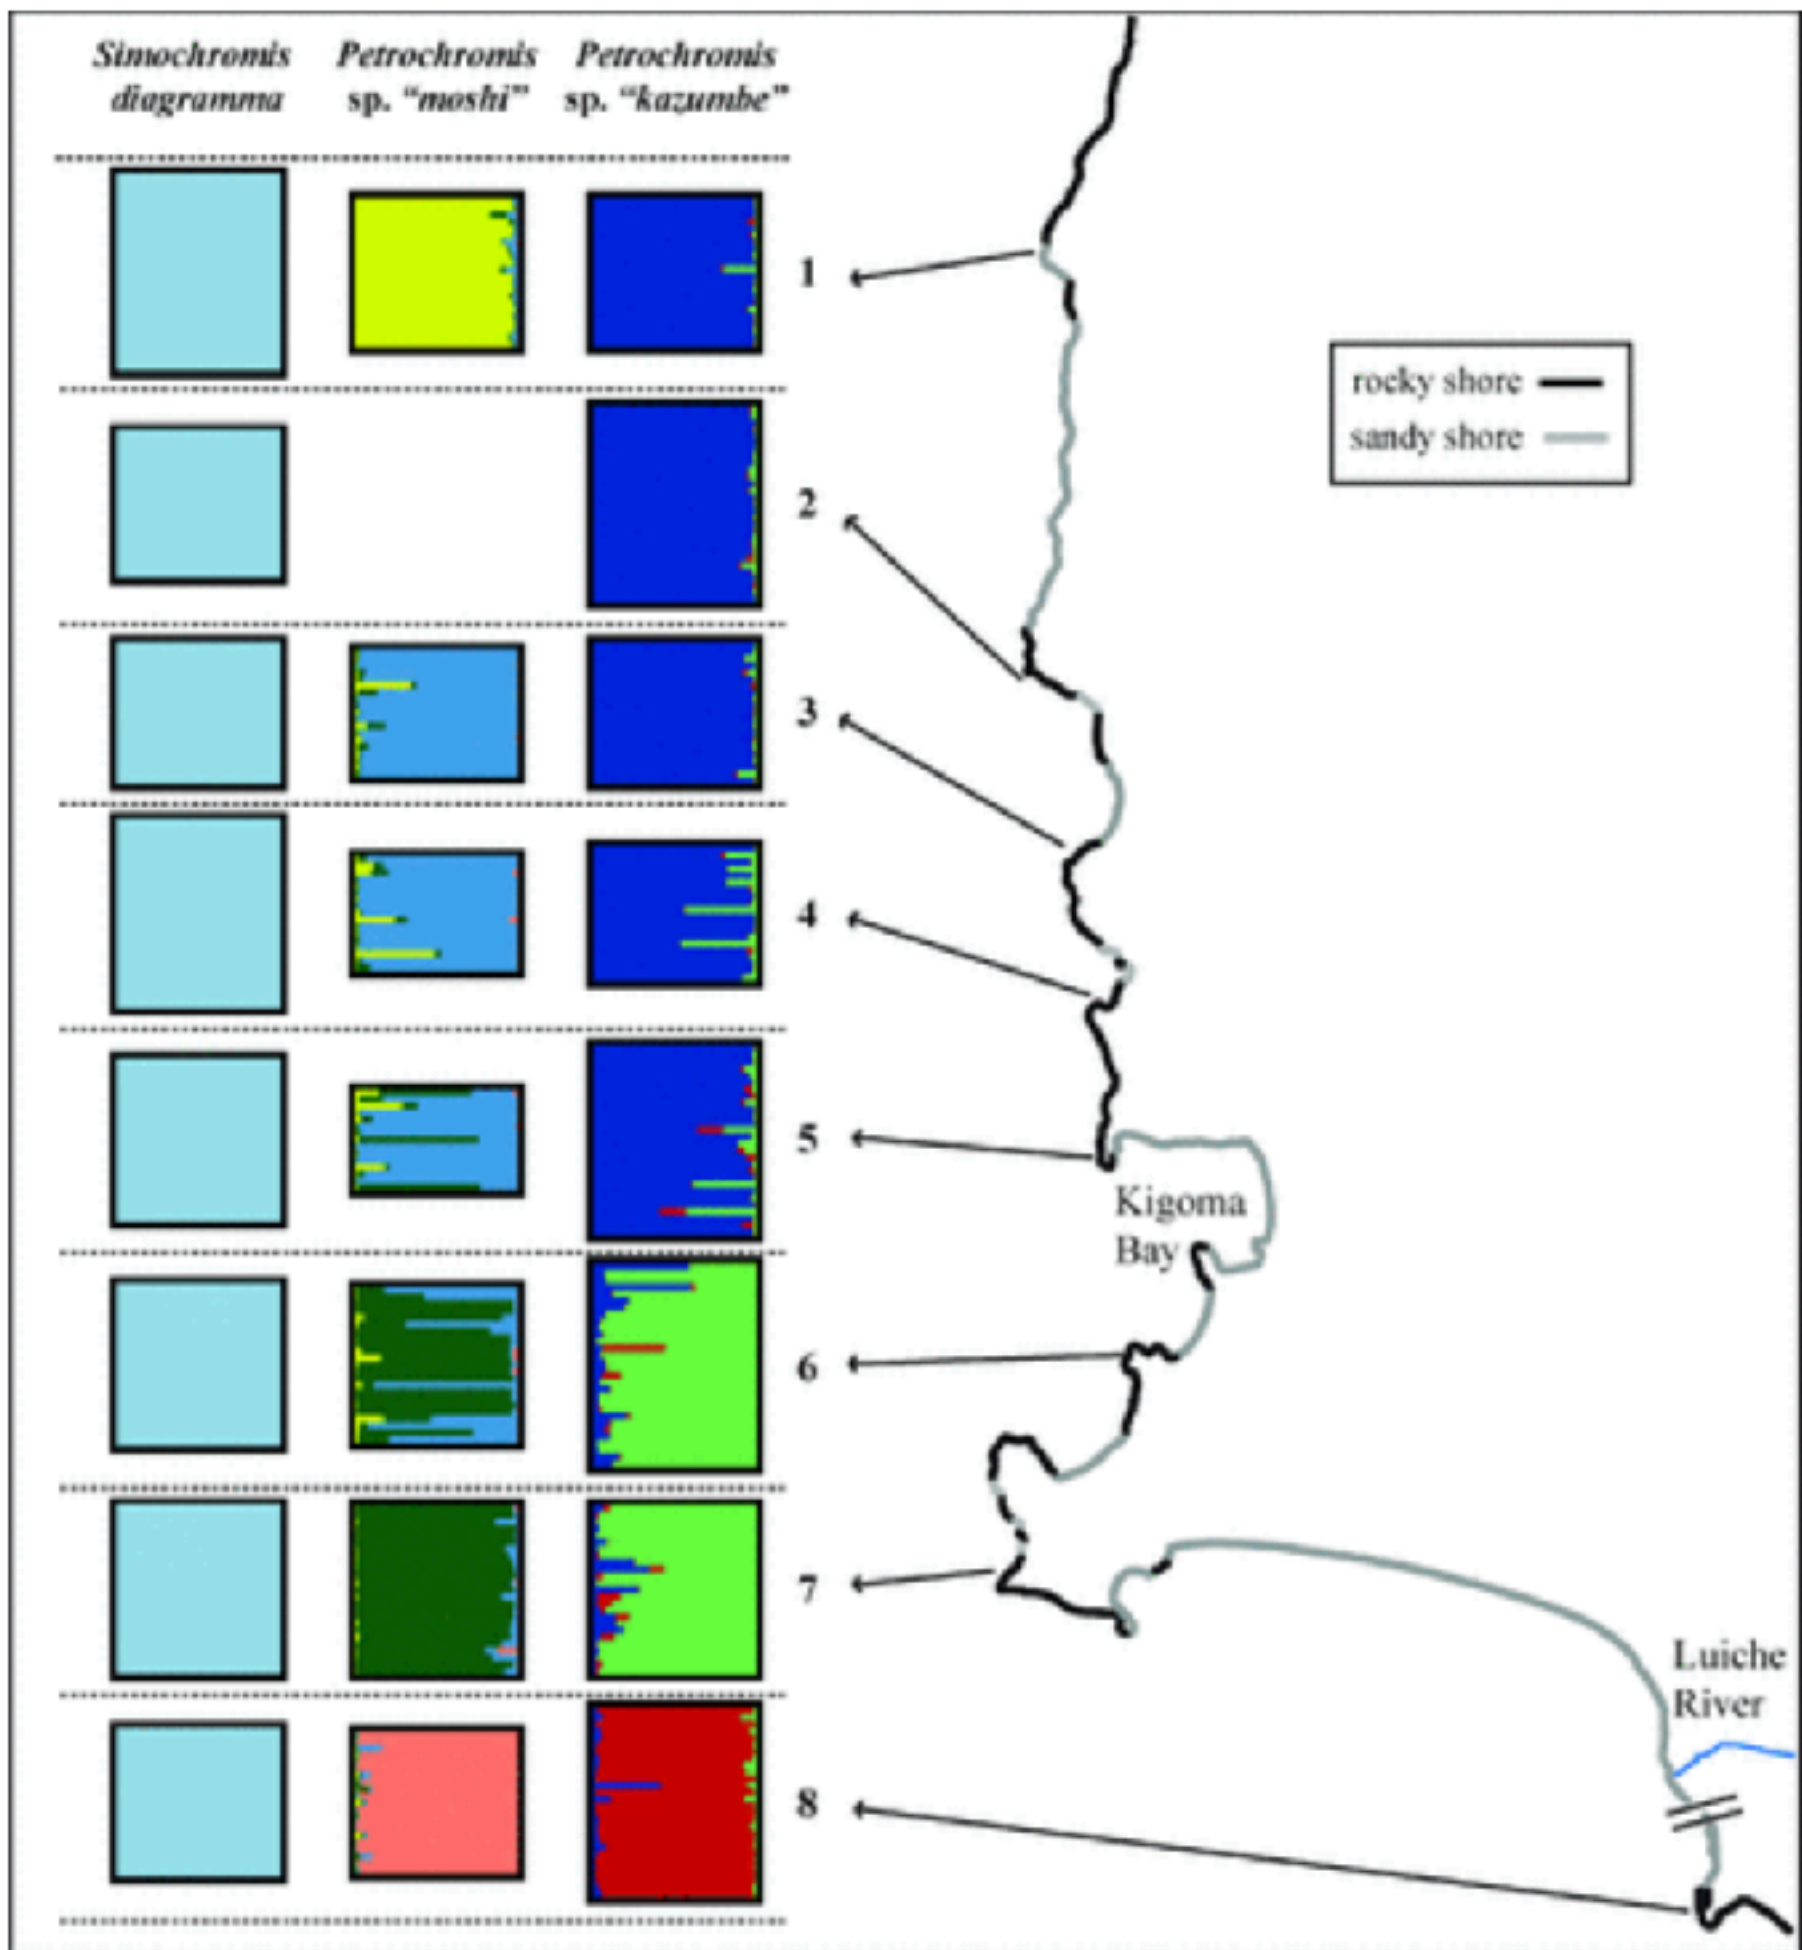 Simochromis
diagramma
Petrochromis
sp. “moshi”
Petrochromis
sp. “kazumbe”
1
2
3
4
5
6
7
8
rocky shore
sandy shore
Kigoma
Bay
Luiche
River